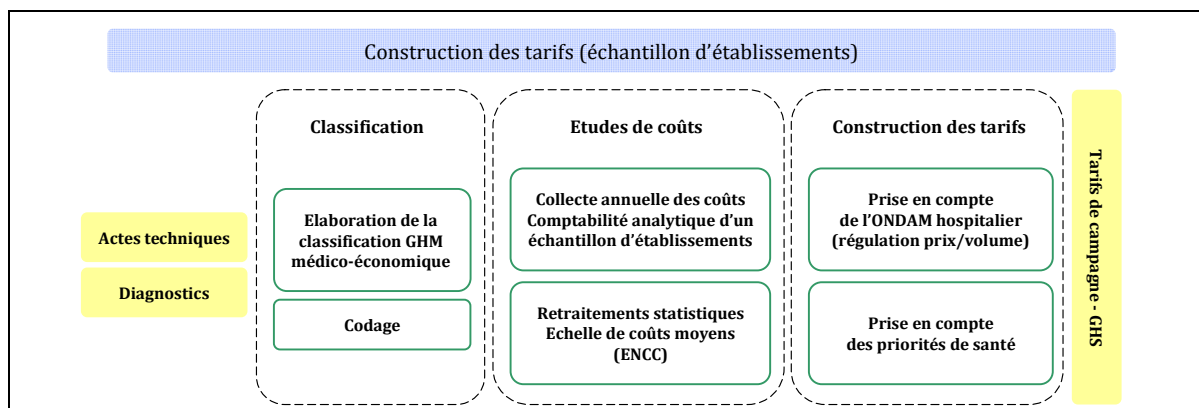 Construction des tarifs (échantillon d’établissements)
Actes techniques
Diagnostics
Classification
Elaboration de la
classification GHM
médico-économique
Codage
Etudes de coûts
Collecte annuelle des coûts
Comptabilité analytique d’un
échantillon d’établissements
Retraitements statistiques
Echelle de coûts moyens
(ENCC)
Construction des tarifs
Prise en compte
de l’ONDAM hospitalier
(régulation prix/volume)
Prise en compte
des priorités de santé
Tarifs de campagne - GHS